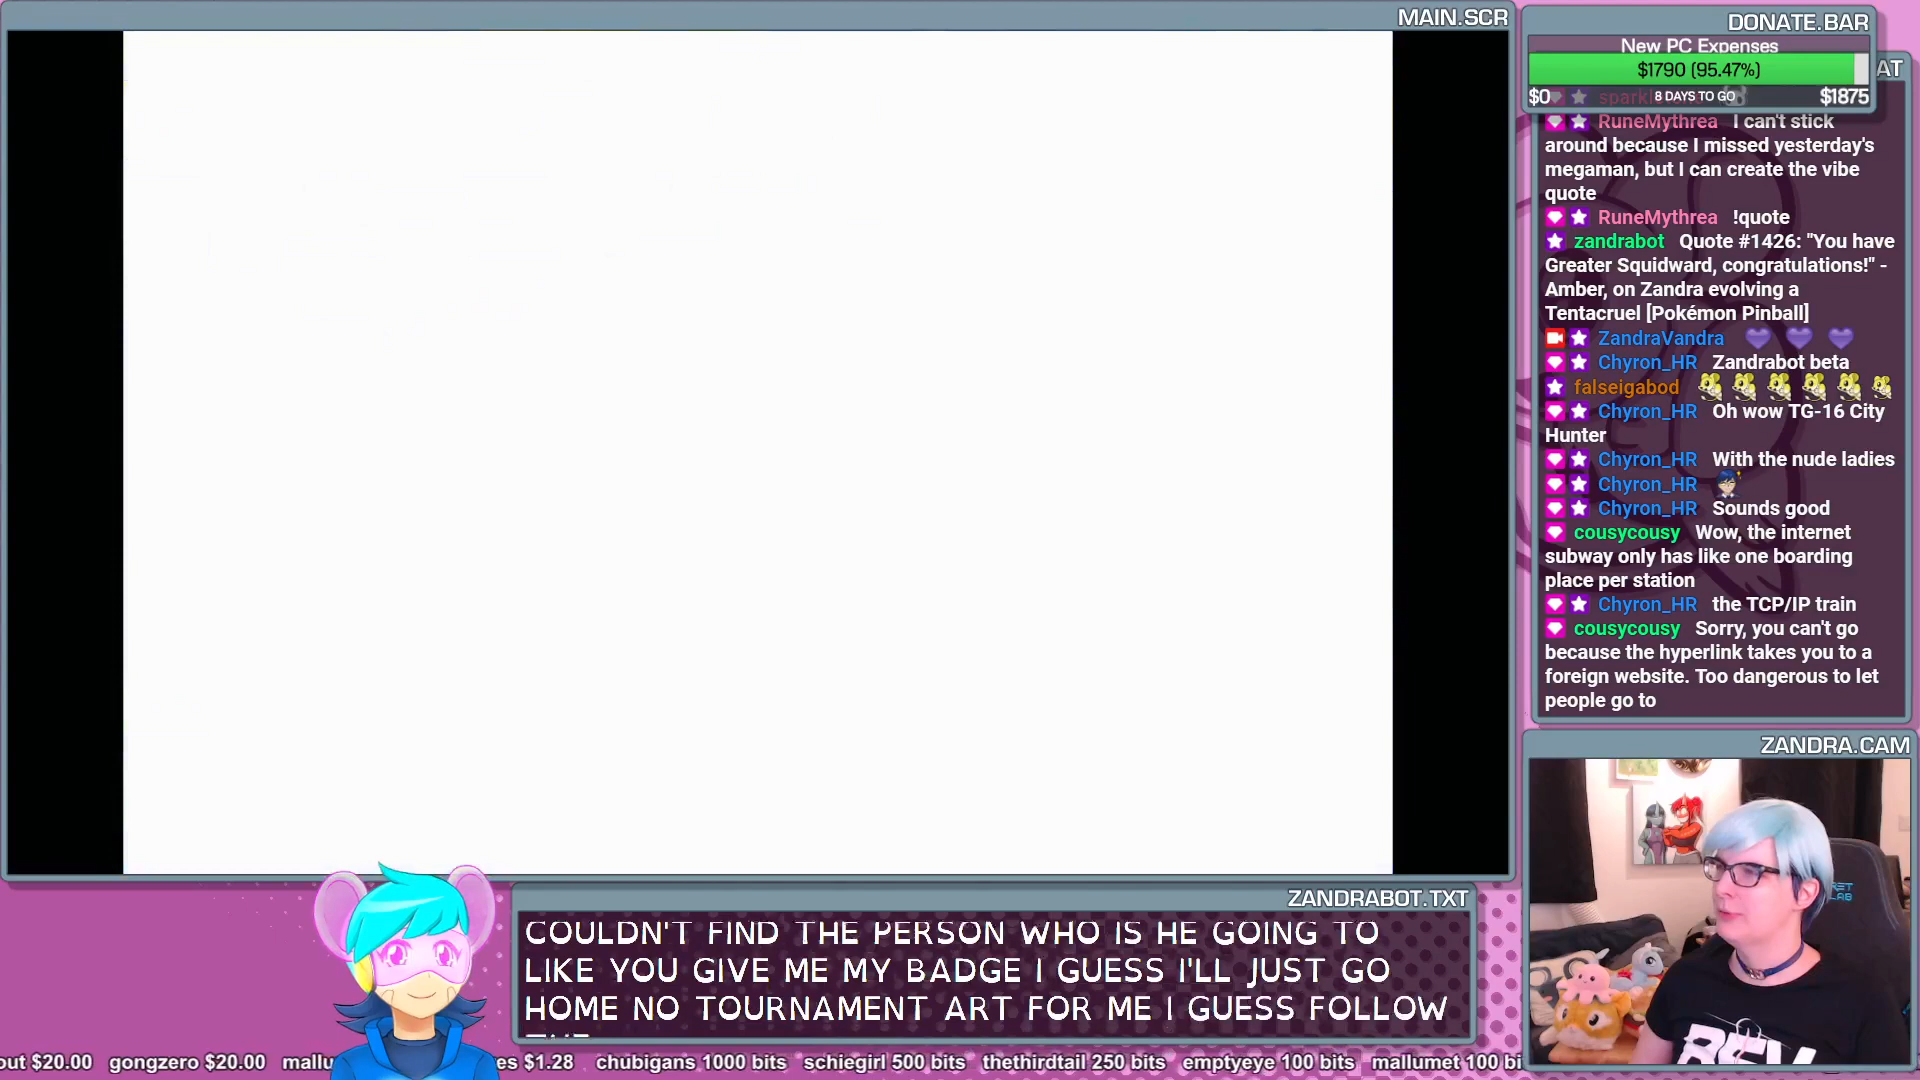 MAIN.SCR
DONATE.BAR
New PC Expenses
$1790 (95.47%)
$0
8 DAYS TO GO
$1875
AT
RuneMythrea I can't stick
around because I missed yesterday's
megaman, but I can create the vibe
quote
RuneMythrea !quote
zandrabot Quote #1426: "You have
Greater Squidward, congratulations!" -
Amber, on Zandra evolving a
Tentacruel [Pokémon Pinball]
ZandraVandra
Chyron_HR Zandrabot beta
falseigabod
Chyron_HR Oh wow TG-16 City
Hunter
Chyron_HR With the nude ladies
Chyron_HR
Chyron_HR Sounds good
cousycousy Wow, the internet
subway only has like one boarding
place per station
Chyron_HR the TCP/IP train
cousycousy Sorry, you can't go
because the hyperlink takes you to a
foreign website. Too dangerous to let
people go to
ZANDRA.CAM
ZANDRABOT.TXT
COULDN'T FIND THE PERSON WHO IS HE GOING TO
LIKE YOU GIVE ME MY BADGE I GUESS I'LL JUST GO
HOME NO TOURNAMENT ART FOR ME I GUESS FOLLOW
out $20.00 gongzero $20.00 mallu es $1.28 chubigans 1000 bits schiegirl 500 bits thethirdtail 250 bits emptyeye 100 bits mallumet 100 bi